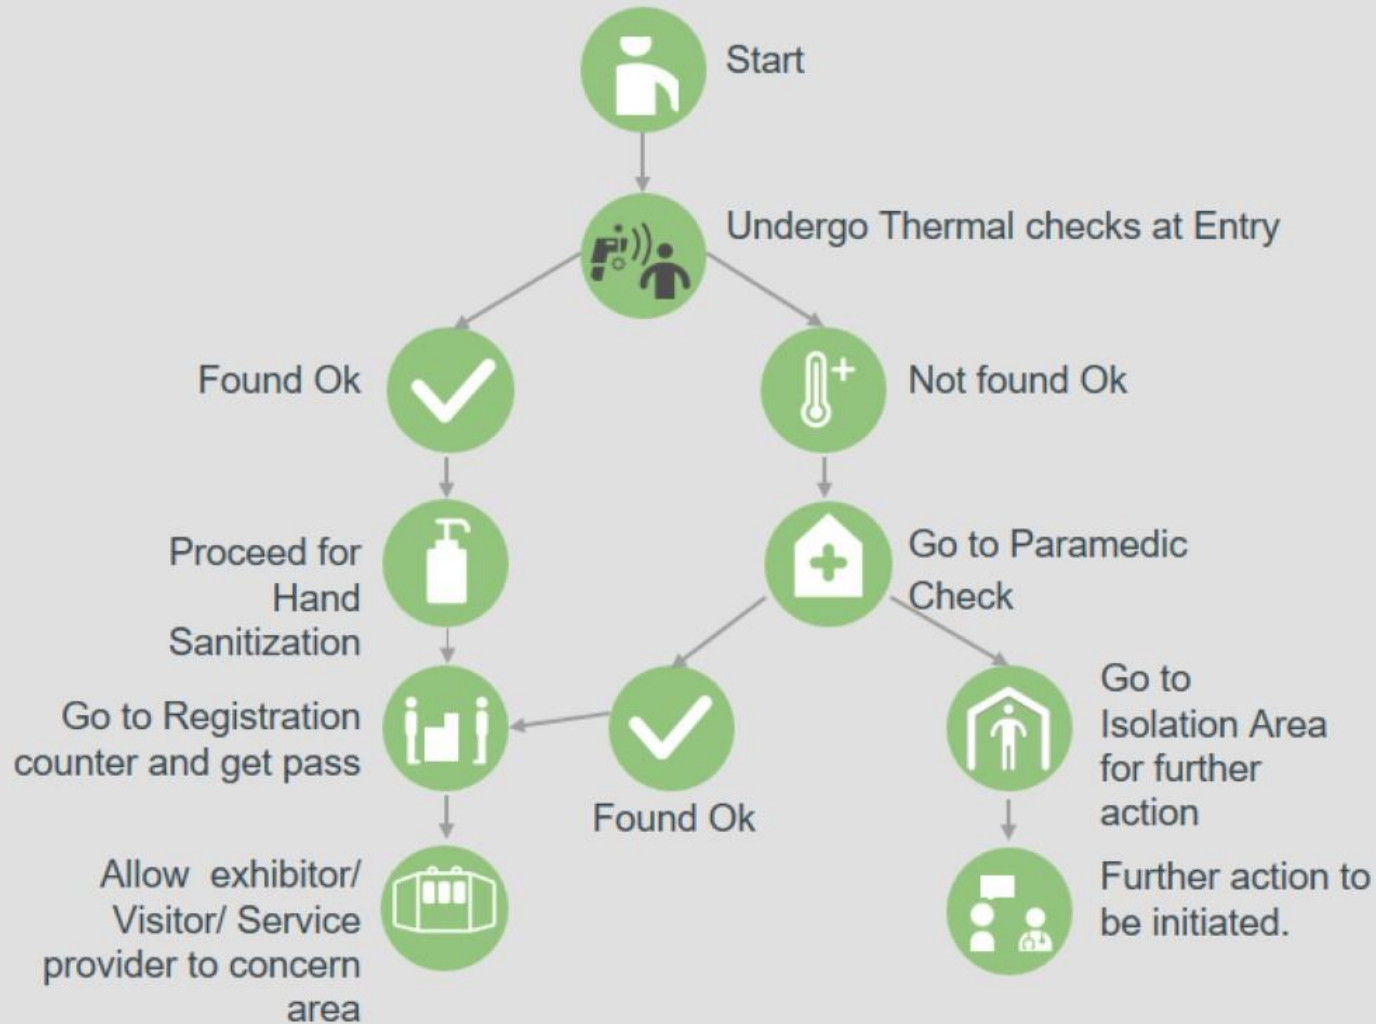 Start
Undergo Thermal checks at Entry
Found Ok
Not found Ok
Proceed for
Hand
Sanitization
Go to Paramedic
Check
Go to Registration
counter and get pass
Found Ok
Go to
Isolation Area
for further
action
Allow exhibitor/
Visitor/ Service
provider to concern
area
Further action to
be initiated.